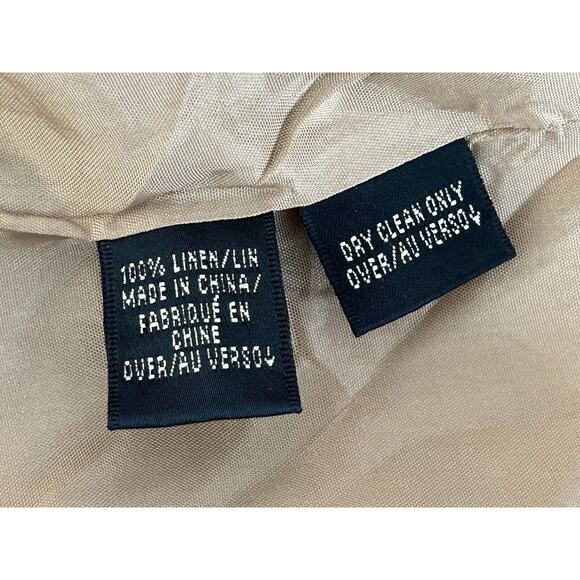 100% LINEN/LIN
MADE IN CHINA/
FABRIQUÉ EN
CHINE
OVER/AU VERSO↓
DRY CLEAN ONLY
OVER/AU VERSO↓